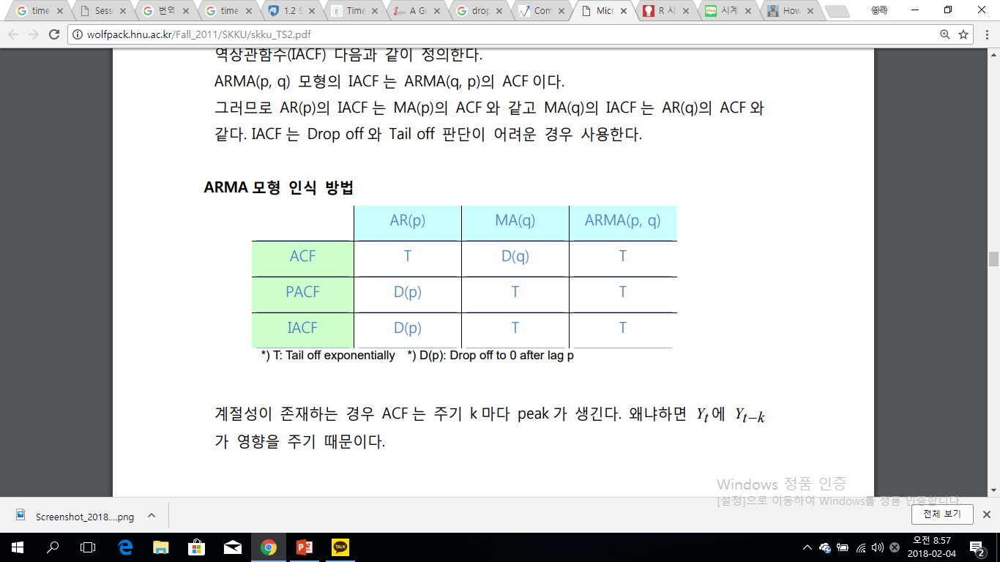 time
Sess
번역
time
1.2 S
Time
A Gu
drop
Com
Micr
R 시
시계
How
성국
wolfpack.hnu.ac.kr/Fall_2011/SKKU/skku_TS2.pdf
역상관함수(IACF) 다음과 같이 정의한다.
ARMA(p, q) 모형의 IACF 는 ARMA(q, p)의 ACF 이다.
그러므로 AR(p)의 IACF 는 MA(p)의 ACF 와 같고 MA(q)의 IACF 는 AR(q)의 ACF 와
같다. IACF 는 Drop off 와 Tail off 판단이 어려운 경우 사용한다.
ARMA 모형 인식 방법
AR(p) MA(q) ARMA(p, q)
ACF T D(q) T
PACF D(p) T T
IACF D(p) T T
*) T: Tail off exponentially *) D(p): Drop off to 0 after lag p
계절성이 존재하는 경우 ACF 는 주기 k 마다 peak 가 생긴다. 왜냐하면 Yt에 Yt−k
가 영향을 주기 때문이다.
Windows 정품 인증
[설정]으로 이동하여 Windows를 정품 인증합니다.
Screenshot_2018....png
전체 보기
TALK
오전 8:57
2018-02-04
2